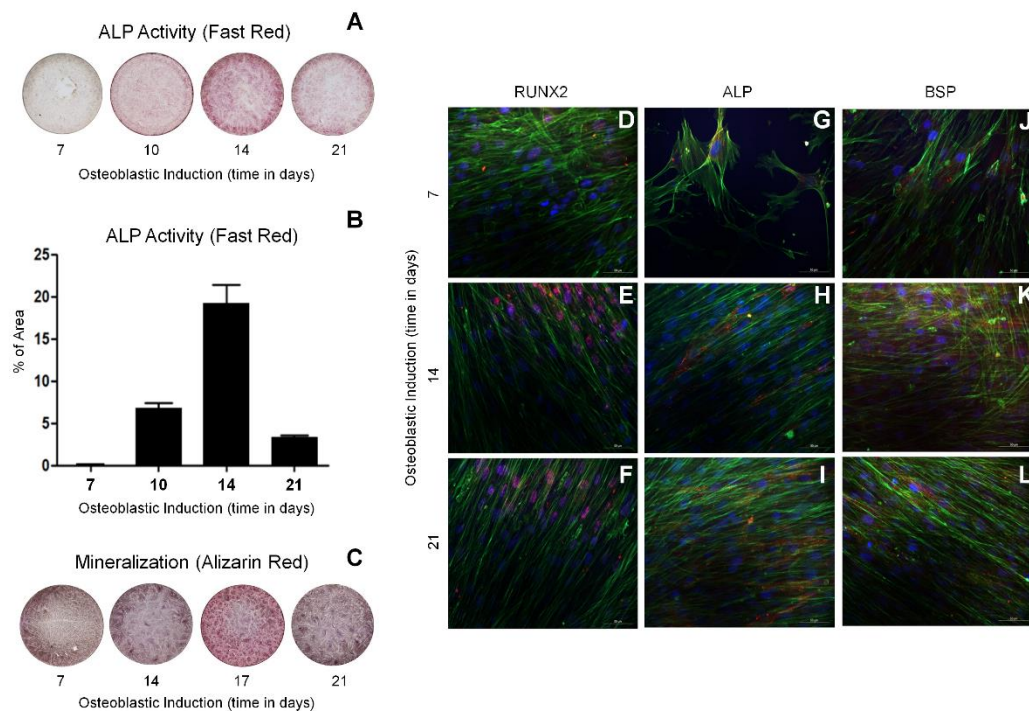 A
ALP Activity (Fast Red)
7 10 14 21
Osteoblastic Induction (time in days)
B
ALP Activity (Fast Red)
% of Area
25
20
15
10
5
0
7 10 14 21
Osteoblastic Induction (time in days)
C
Mineralization (Alizarin Red)
7 14 17 21
Osteoblastic Induction (time in days)
RUNX2 ALP BSP
Osteoblastic Induction (time in days)
7
D G J
14
E H K
21
F I L